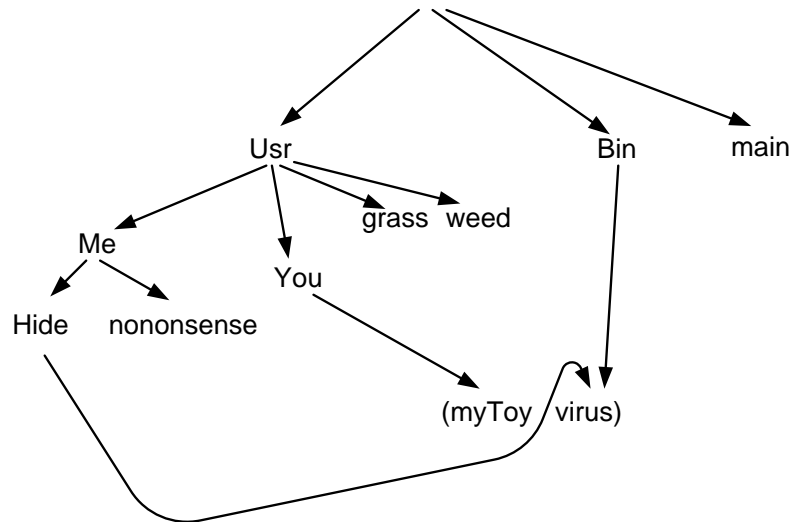 Usr
Bin
main
grass
weed
Me
You
Hide
nononsense
(myToy virus)